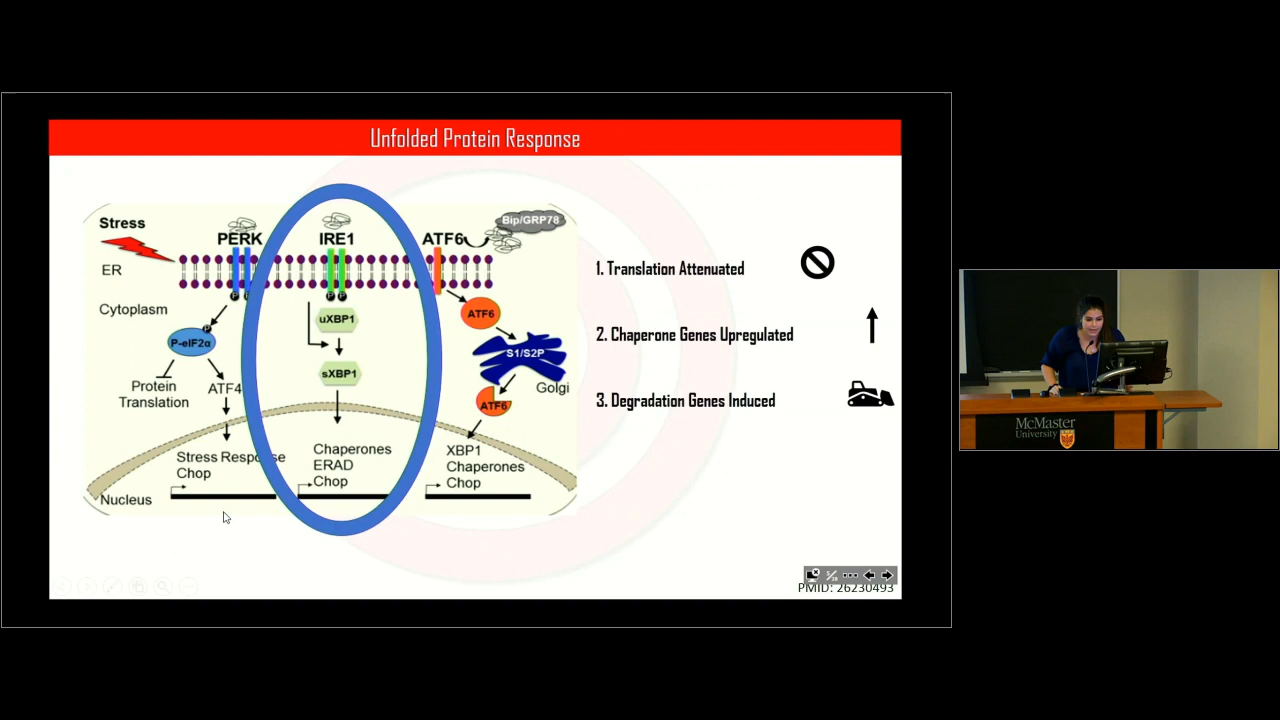 Unfolded Protein Response
Stress
PERK
IRE1
ATF6
Bip/GRP78
ER
P P
P P
Cytoplasm
P
P-eIF2α
uXBP1
ATF6
S1/S2P
Protein
Translation
ATF4
sXBP1
Golgi
ATF6
Stress Response
Chop
Chaperones
ERAD
Chop
XBP1
Chaperones
Chop
Nucleus
1. Translation Attenuated
2. Chaperone Genes Upregulated
3. Degradation Genes Induced
PMID: 26230493
McMaster
University